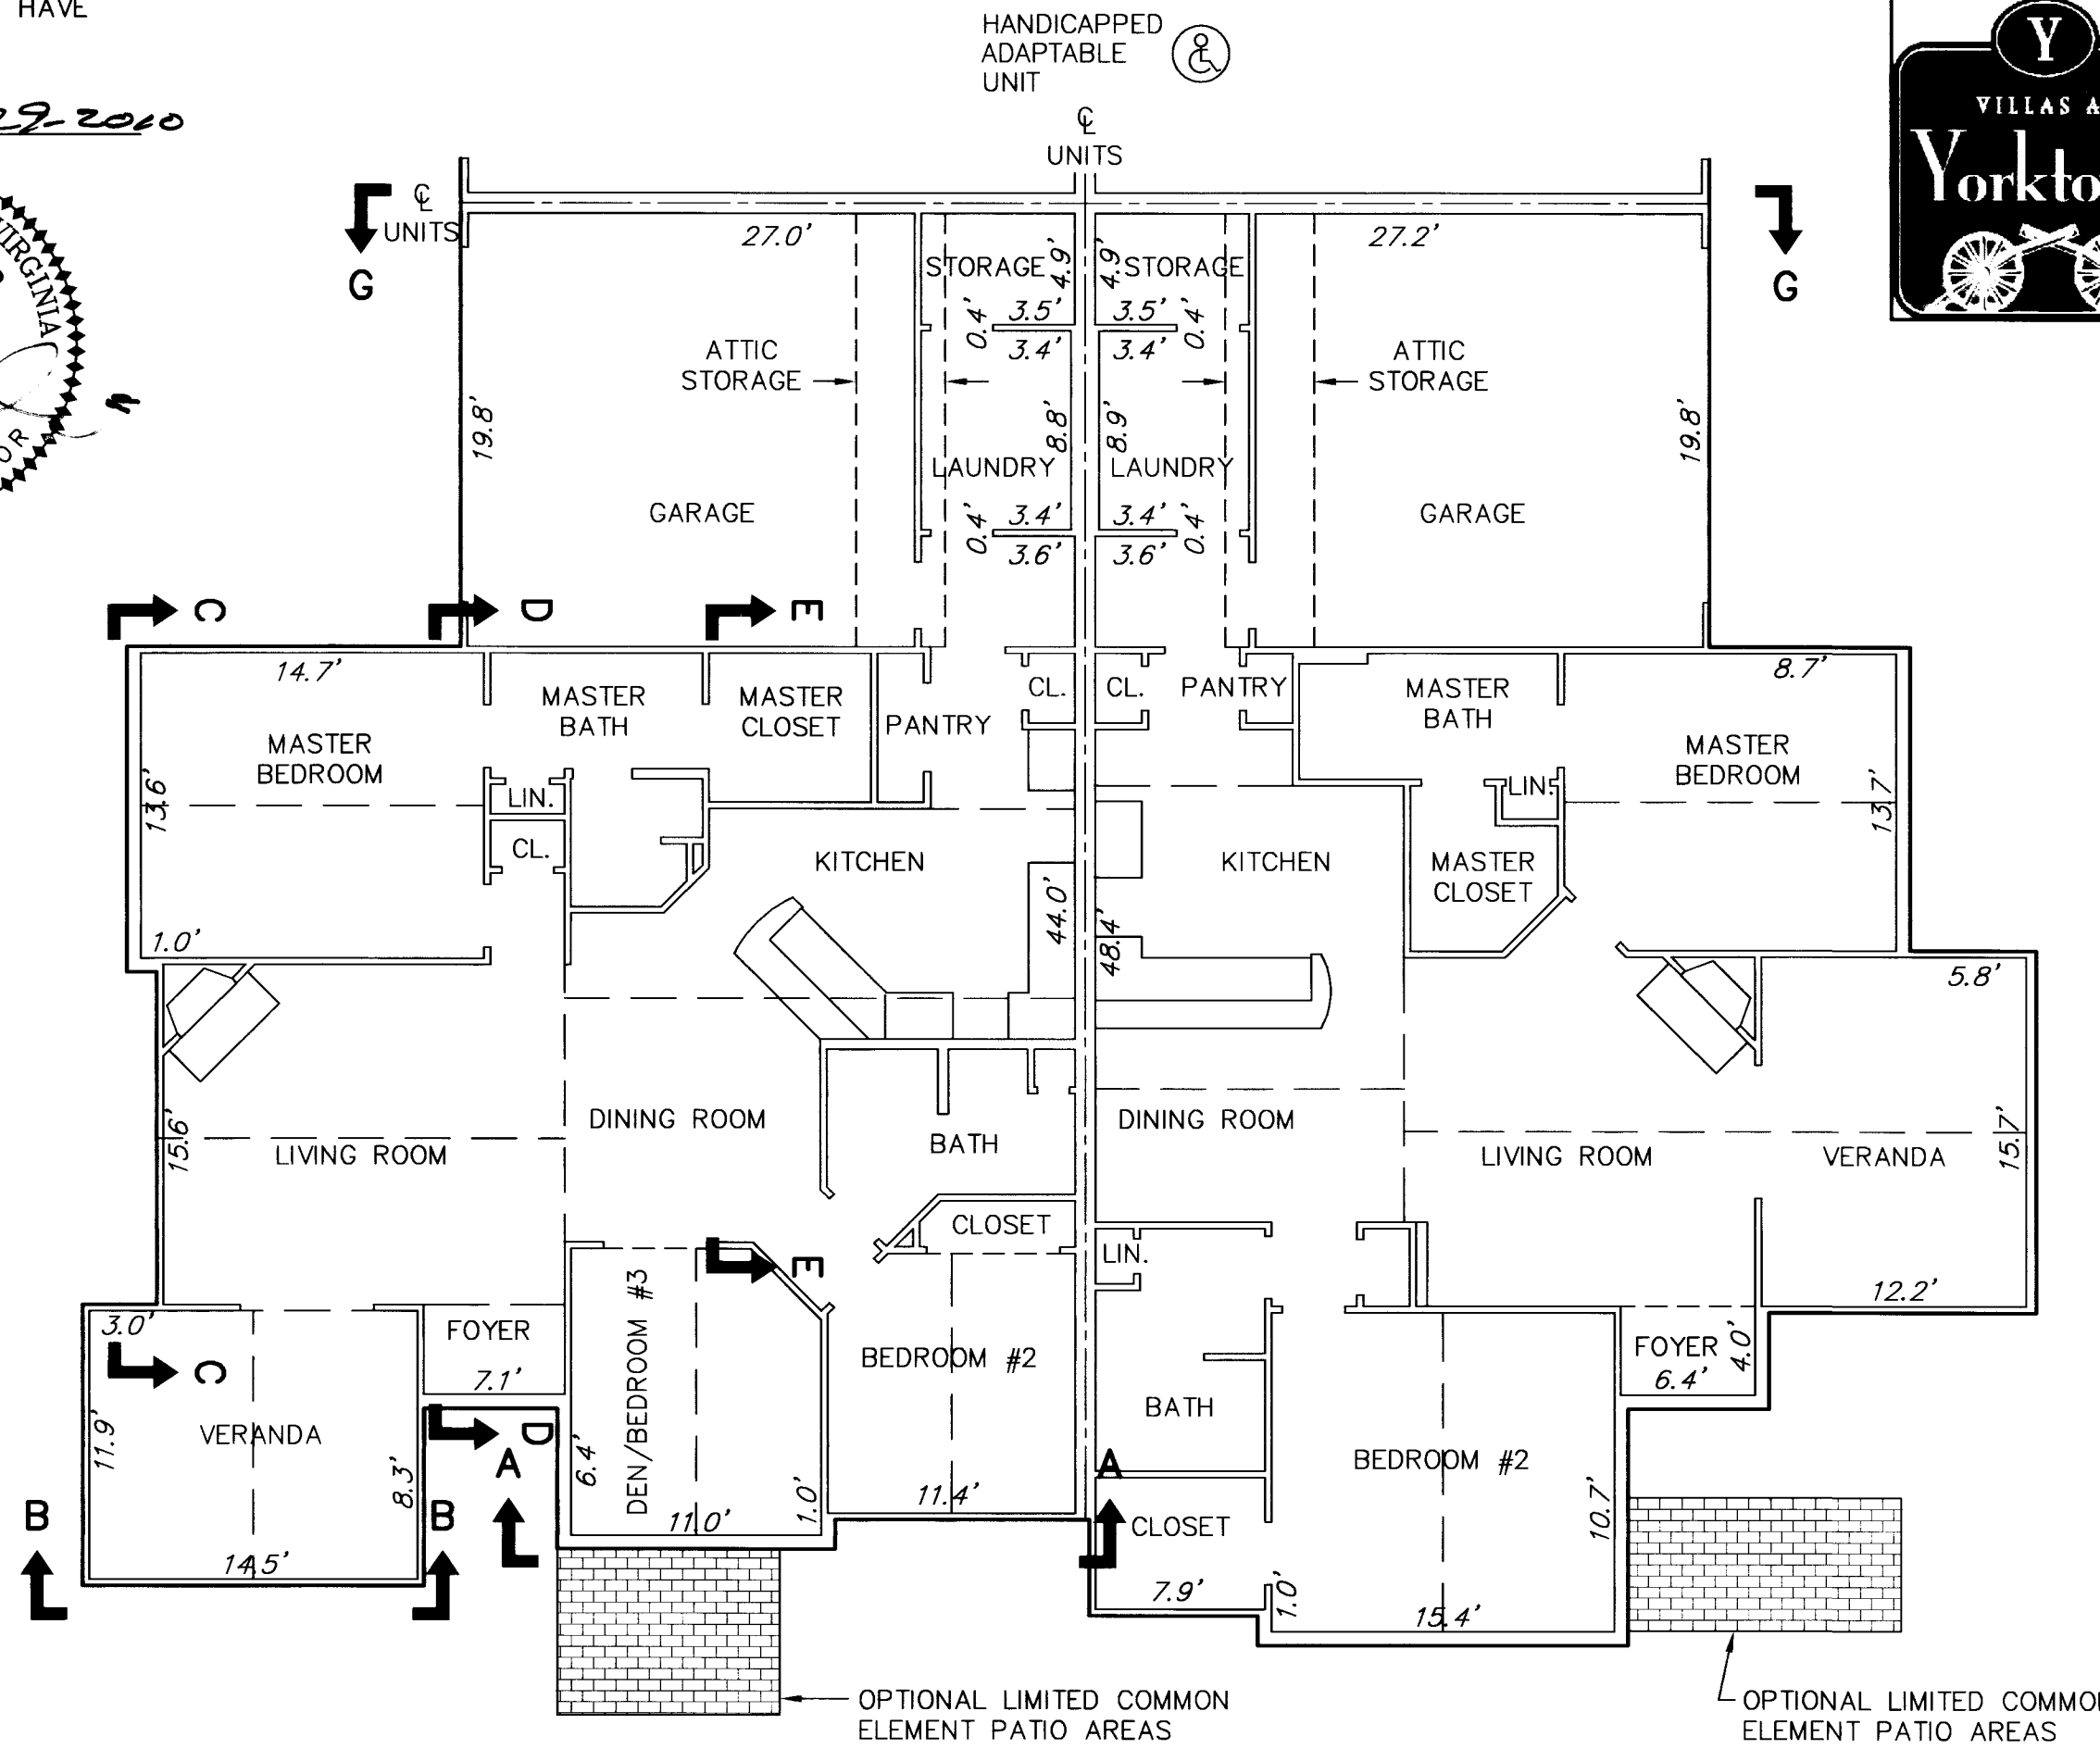 HAVE
29-2010
VIRGINIA
OR
HANDICAPPED
ADAPTABLE
UNIT
℄
UNITS
℄
UNITS
Y
VILLAS A
Yorkto
G
G
27.0'
27.2'
STORAGE
4.9'
4.9'
STORAGE
0.4'
3.5'
3.5'
0.4'
3.4'
3.4'
ATTIC
STORAGE
ATTIC
STORAGE
19.8'
8.8'
8.9'
19.8'
LAUNDRY
LAUNDRY
GARAGE
GARAGE
0.4'
3.4'
3.4'
0.4'
3.6'
3.6'
C
D
E
14.7'
MASTER
BATH
MASTER
CLOSET
PANTRY
CL.
CL.
PANTRY
MASTER
BATH
8.7'
MASTER
BEDROOM
MASTER
BEDROOM
13.6'
LIN.
LIN.
13.7'
CL.
KITCHEN
KITCHEN
MASTER
CLOSET
44.0'
48.4'
1.0'
5.8'
DINING ROOM
DINING ROOM
15.6'
LIVING ROOM
BATH
LIVING ROOM
VERANDA
15.7'
CLOSET
LIN.
E
12.2'
3.0'
FOYER
DEN/BEDROOM #3
BEDROOM #2
FOYER
4.0'
C
7.1'
6.4'
11.9'
VERANDA
D
BATH
8.3'
A
6.4'
A
BEDROOM #2
B
B
11.4'
1.0'
11.0'
CLOSET
10.7'
14.5'
7.9'
1.0'
15.4'
OPTIONAL LIMITED COMMON
ELEMENT PATIO AREAS
OPTIONAL LIMITED COMMON
ELEMENT PATIO AREAS